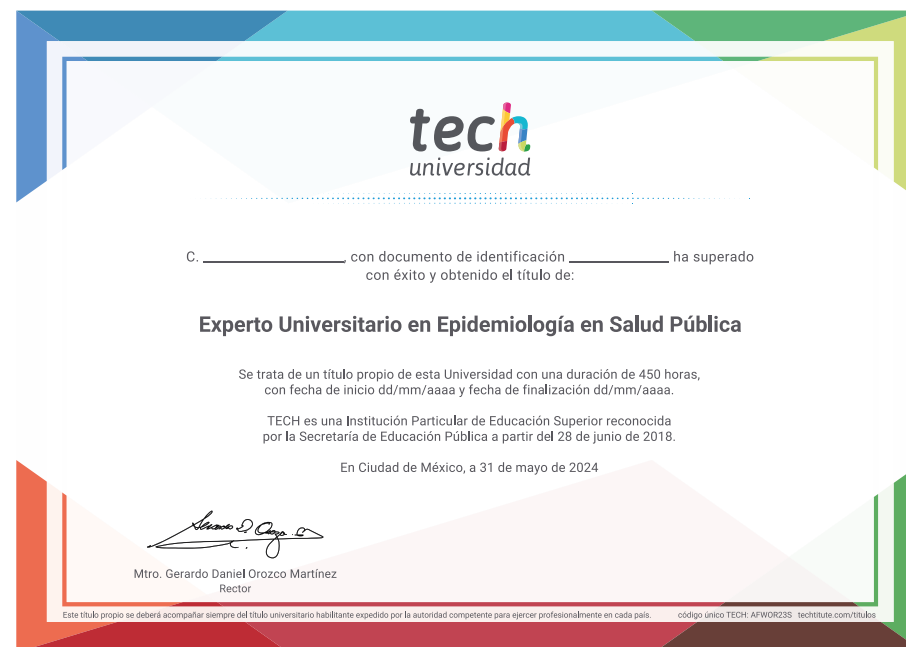 tech
universidad
C. ____________, con documento de identificación ____________ ha superado
con éxito y obtenido el título de:
Experto Universitario en Epidemiología en Salud Pública
Se trata de un título propio de esta Universidad con una duración de 450 horas,
con fecha de inicio dd/mm/aaaa y fecha de finalización dd/mm/aaaa.
TECH es una Institución Particular de Educación Superior reconocida
por la Secretaría de Educación Pública a partir del 28 de junio de 2018.
En Ciudad de México, a 31 de mayo de 2024
Mtro. Gerardo Daniel Orozco Martínez
Rector
Este título propio se deberá acompañar siempre del título universitario habilitante expedido por la autoridad competente para ejercer profesionalmente en cada país. código único TECH: AFWOR23S techtitute.com/titulos